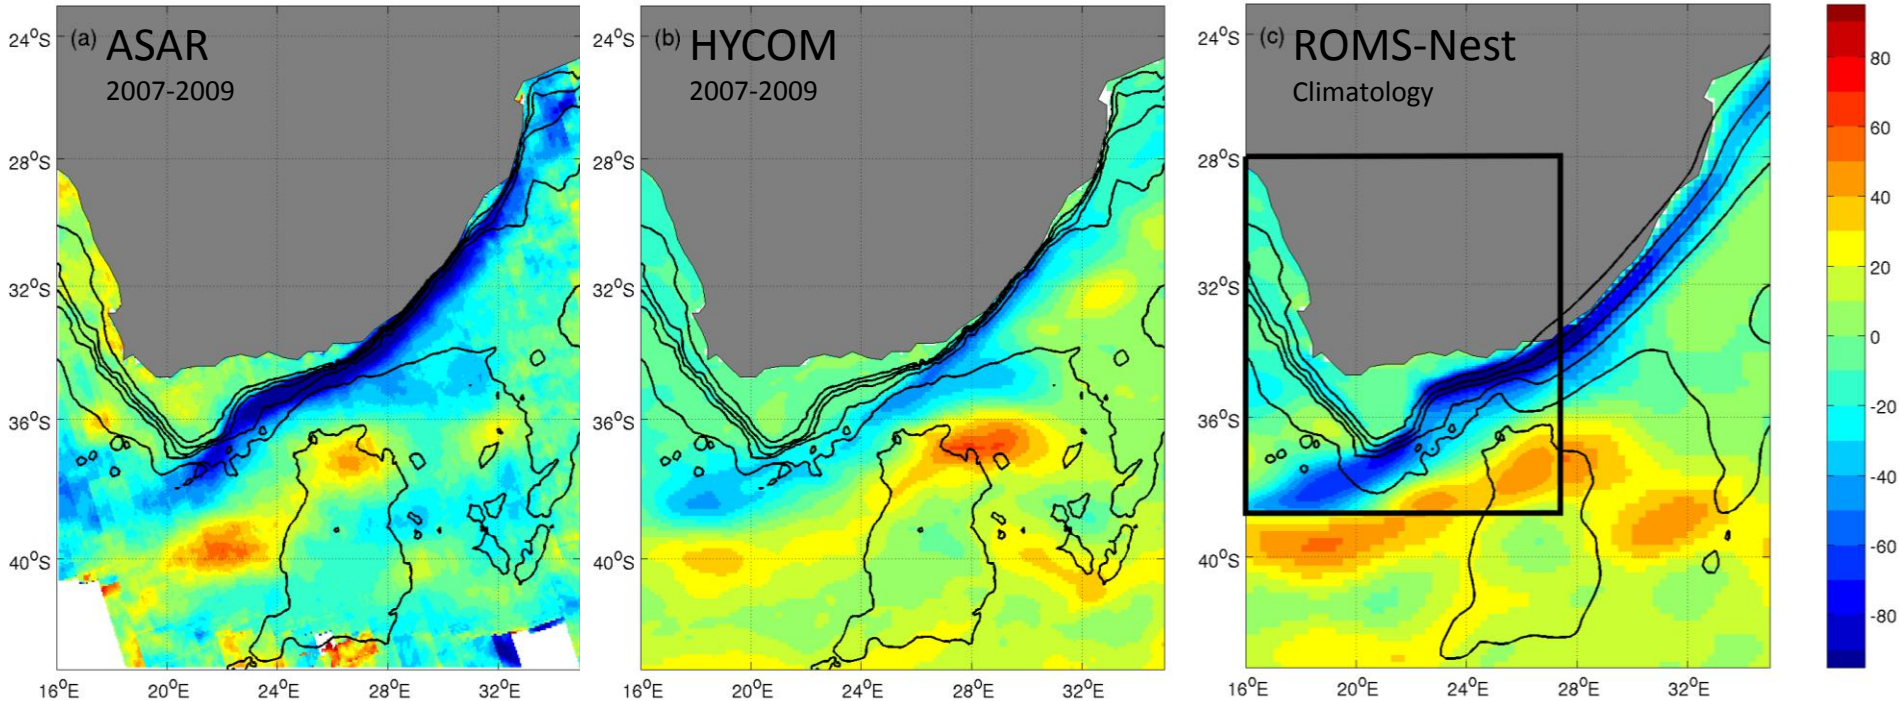 (a) ASAR
2007-2009
24°S
28°S
32°S
36°S
40°S
16°E 20°E 24°E 28°E 32°E
(b) HYCOM
2007-2009
24°S
28°S
32°S
36°S
40°S
16°E 20°E 24°E 28°E 32°E
(c) ROMS-Nest
Climatology
24°S
28°S
32°S
36°S
40°S
16°E 20°E 24°E 28°E 32°E
80
60
40
20
0
-20
-40
-60
-80